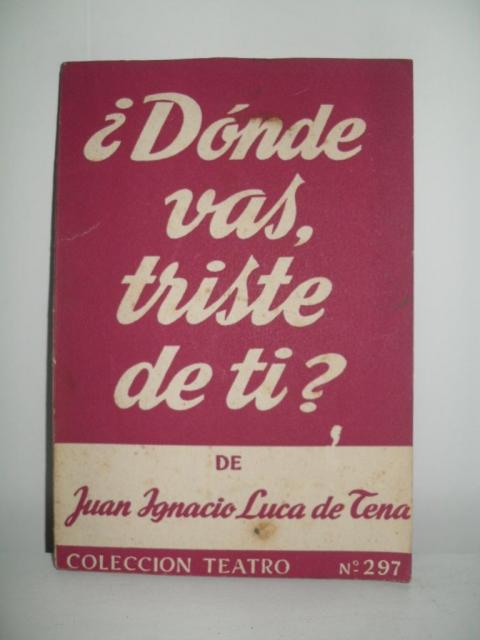 ¿Dónde
vas,
triste
de ti?
DE
Juan Ignacio Luca de Tena
COLECCION TEATRO Nº 297